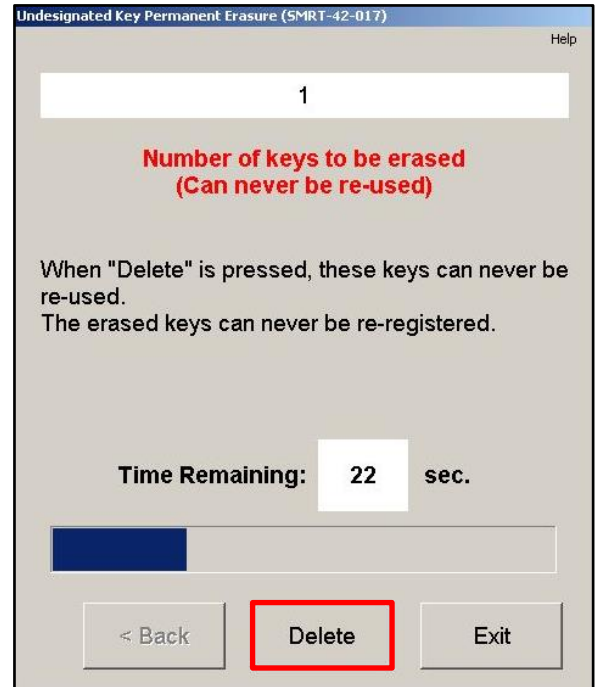 Undesignated Key Permanent Erasure (SMRT-42-017)
Help
1
Number of keys to be erased
(Can never be re-used)
When "Delete" is pressed, these keys can never be
re-used.
The erased keys can never be re-registered.
Time Remaining: 22 sec.
< Back Delete Exit